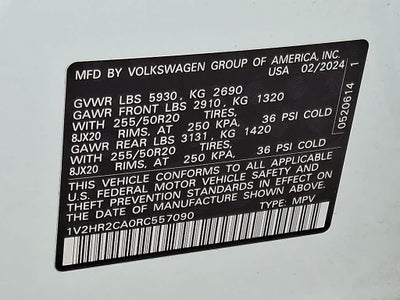 MFD BY VOLKSWAGEN GROUP OF AMERICA, INC.
USA 02/2024
GVWR LBS 5930, KG 2690
GAWR FRONT LBS 2910, KG 1320
WITH 255/50R20 TIRES,
8JX20 RIMS, AT 250 KPA, 36 PSI COLD
GAWR REAR LBS 3131, KG 1420
WITH 255/50R20 TIRES,
8JX20 RIMS, AT 250 KPA, 36 PSI COLD
THIS VEHICLE CONFORMS TO ALL APPLICABLE
U.S. FEDERAL MOTOR VEHICLE SAFETY AND
THEFT PREVENTION STANDARDS IN EFFECT ON
THE DATE OF MANUFACTURE SHOWN ABOVE.
1V2HR2CA0RC557090 TYPE: MPV
0520614 1